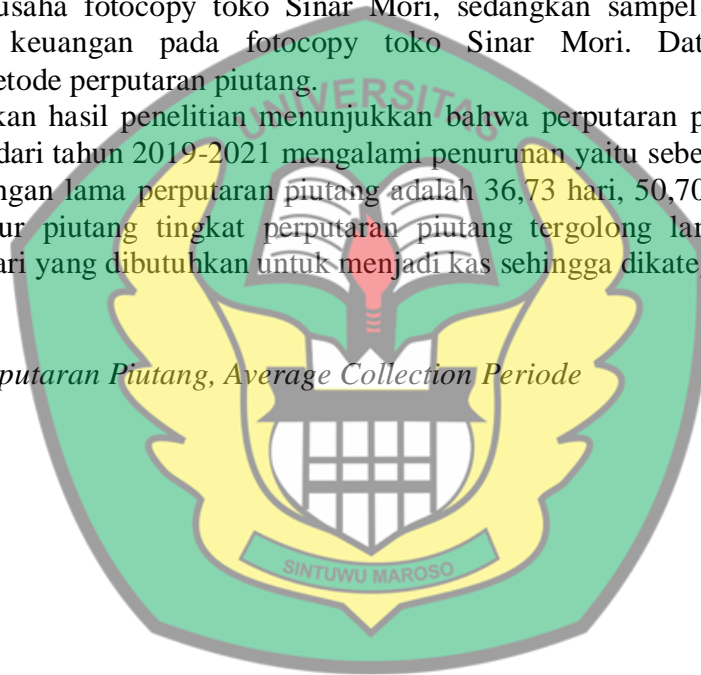 usaha fotocopy toko Sinar Mori, sedangkan sampel
keuangan pada fotocopy toko Sinar Mori. Dat
etode perputaran piutang.
kan hasil penelitian menunjukkan bahwa perputaran p
dari tahun 2019-2021 mengalami penurunan yaitu sebe
ngan lama perputaran piutang adalah 36,73 hari, 50,70
ur piutang tingkat perputaran piutang tergolong lar
ari yang dibutuhkan untuk menjadi kas sehingga dikateg
putaran Piutang, Average Collection Periode
UNIVERSITAS
SINTUWU MAROSO